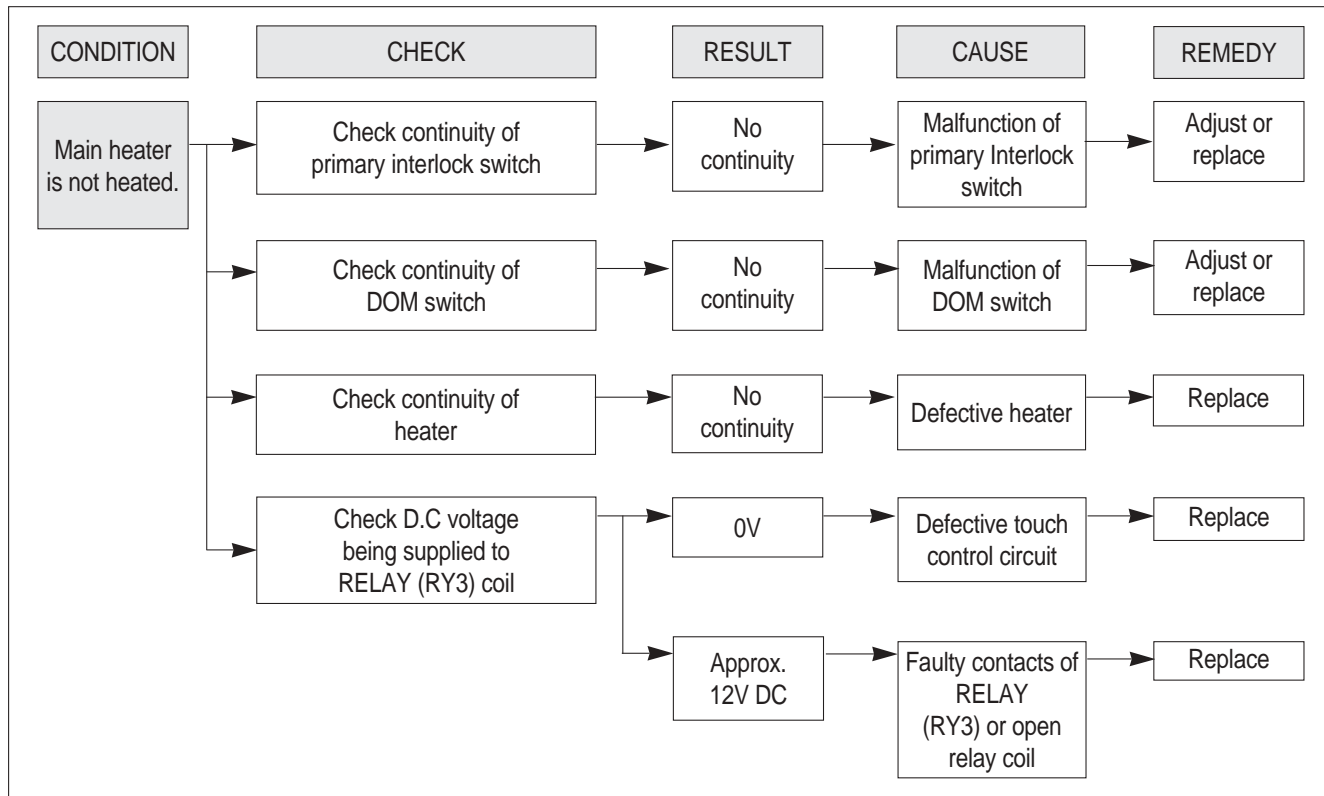 CONDITION
CHECK
RESULT
CAUSE
REMEDY
Main heater
is not heated.
Check continuity of
primary interlock switch
No
continuity
Malfunction of
primary Interlock
switch
Adjust or
replace
Check continuity of
DOM switch
No
continuity
Malfunction of
DOM switch
Adjust or
replace
Check continuity of
heater
No
continuity
Defective heater
Replace
Check D.C voltage
being supplied to
RELAY (RY3) coil
0V
Defective touch
control circuit
Replace
Approx.
12V DC
Faulty contacts of
RELAY
(RY3) or open
relay coil
Replace